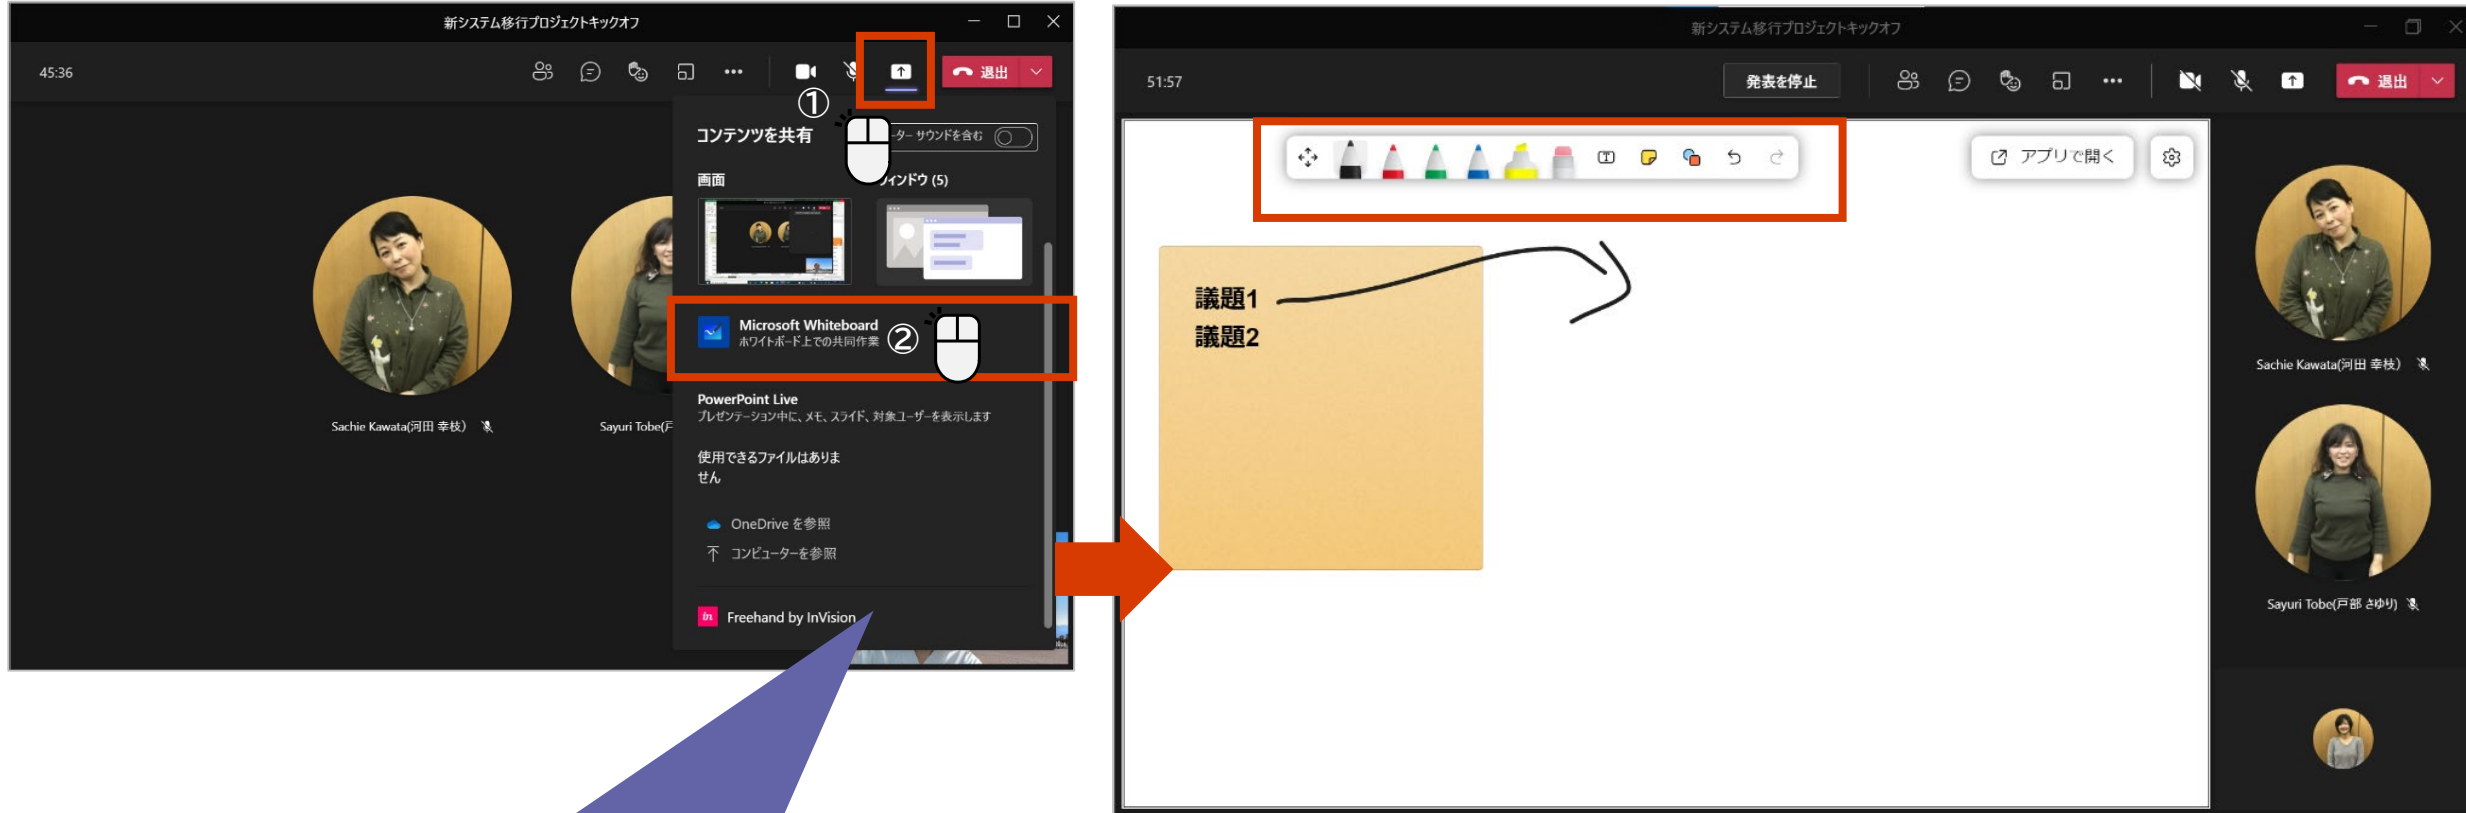 新システム移行プロジェクトキックオフ
45:36
退出
①
コンテンツを共有
ーター サウンドを含む
画面
ィンドウ (5)
Microsoft Whiteboard
ホワイトボード上での共同作業
②
PowerPoint Live
プレゼンテーション中に、メモ、スライド、対象ユーザーを表示します
使用できるファイルはありま
せん
OneDrive を参照
コンピューターを参照
in Freehand by InVision
Sachie Kawata(河田 幸枝)
Sayuri Tobe(戸
新システム移行プロジェクトキックオフ
51:57
発表を停止
退出
アプリで開く
議題1
議題2
Sachie Kawata(河田 幸枝)
Sayuri Tobe(戸部 さゆり)